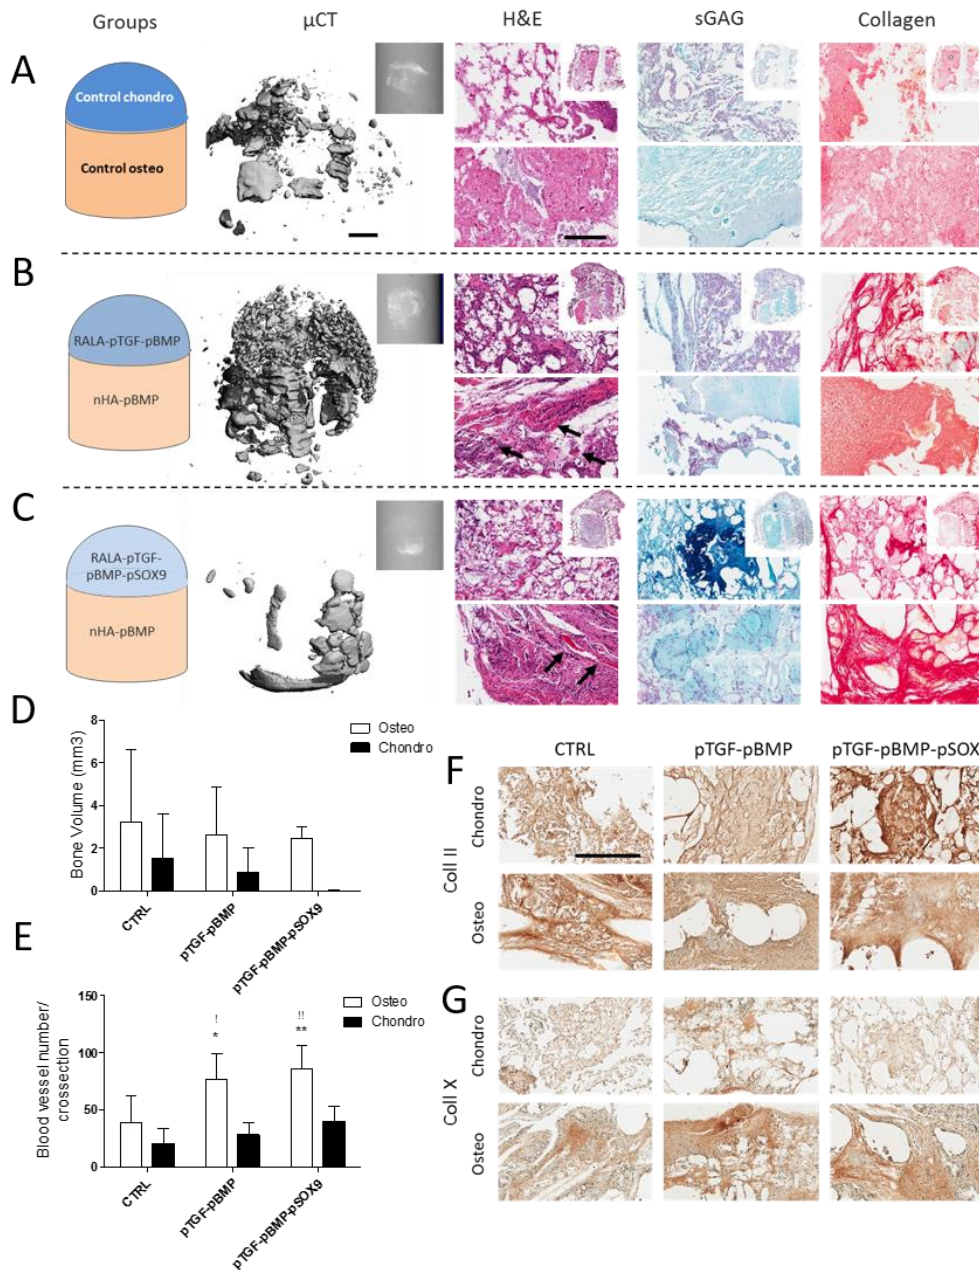 Groups µCT H&E sGAG Collagen
A
Control chondro
Control osteo
B
RALA-pTGF-pBMP
nHA-pBMP
C
RALA-pTGF-
pBMP-pSOX9
nHA-pBMP
D
Bone Volume (mm3)
8
6
4
2
0
Osteo
Chondro
CTRL
pTGF-pBMP
pTGF-pBMP-pSOX9
E
Blood vessel number/
crossection
150
100
50
0
! 
*
!!
**
Osteo
Chondro
CTRL
pTGF-pBMP
pTGF-pBMP-pSOX9
F
CTRL pTGF-pBMP pTGF-pBMP-pSOX
Coll II
Chondro
Osteo
G
Coll X
Chondro
Osteo